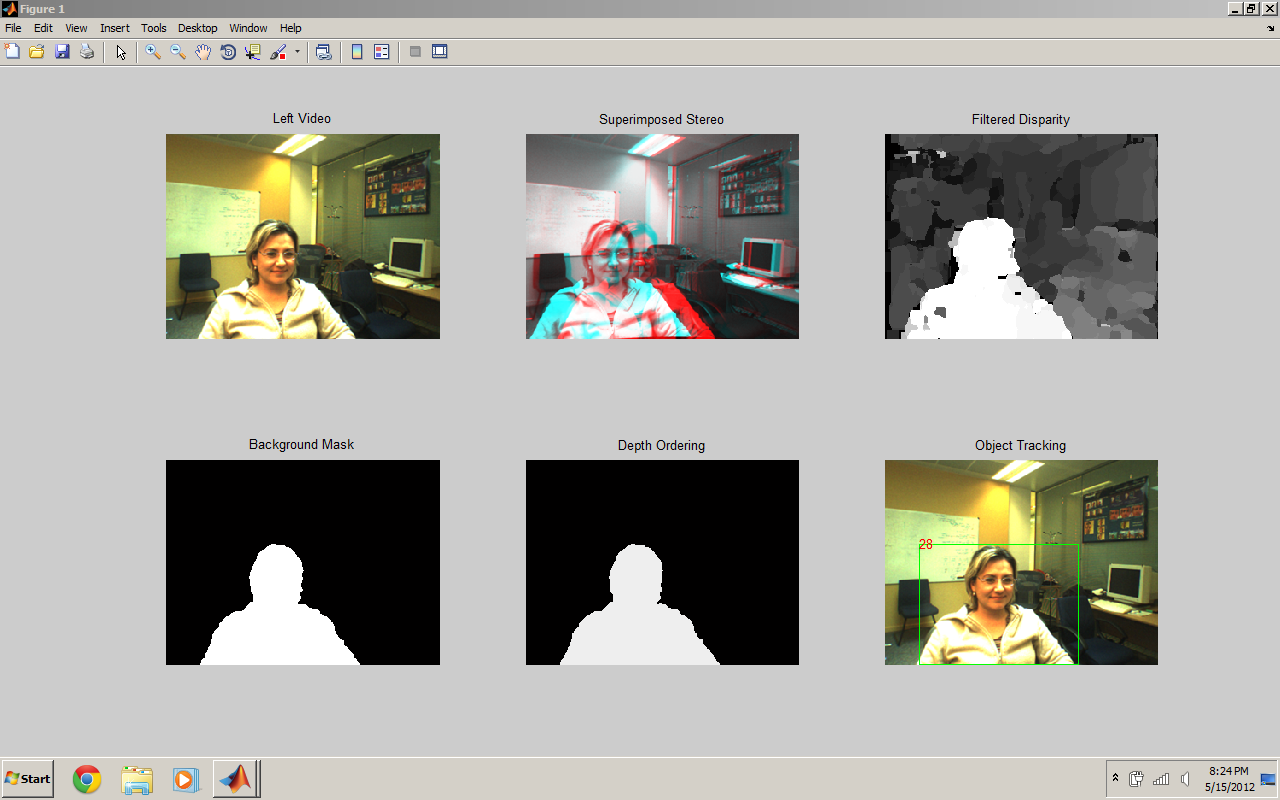 Figure 1
File Edit View Insert Tools Desktop Window Help
Left Video
Superimposed Stereo
Filtered Disparity
Background Mask
Depth Ordering
Object Tracking
28
Start
8:24 PM
5/15/2012